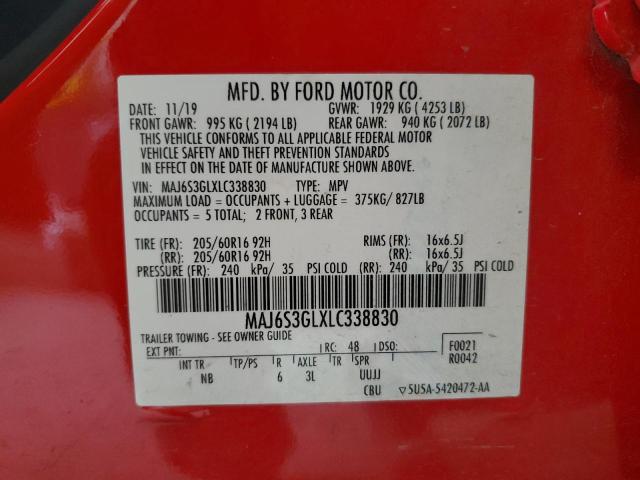 MFD. BY FORD MOTOR CO.
DATE: 11/19 GVWR: 1929 KG ( 4253 LB)
FRONT GAWR: 995 KG ( 2194 LB) REAR GAWR: 940 KG ( 2072 LB)
THIS VEHICLE CONFORMS TO ALL APPLICABLE FEDERAL MOTOR
VEHICLE SAFETY AND THEFT PREVENTION STANDARDS
IN EFFECT ON THE DATE OF MANUFACTURE SHOWN ABOVE.
VIN: MAJ6S3GLXLC338830 TYPE: MPV
MAXIMUM LOAD = OCCUPANTS + LUGGAGE = 375KG/ 827LB
OCCUPANTS = 5 TOTAL; 2 FRONT, 3 REAR
TIRE (FR): 205/60R16 92H RIMS (FR): 16x6.5J
(RR): 205/60R16 92H (RR): 16x6.5J
PRESSURE (FR): 240 kPa/ 35 PSI COLD (RR): 240 kPa/ 35 PSI COLD
MAJ6S3GLXLC338830
TRAILER TOWING - SEE OWNER GUIDE
EXT PNT: RC: 48 DSO: F0021
R0042
INT TR TP/PS R AXLE TR SPR
NB 6 3L UUJJ
CBU 5U5A-5420472-AA